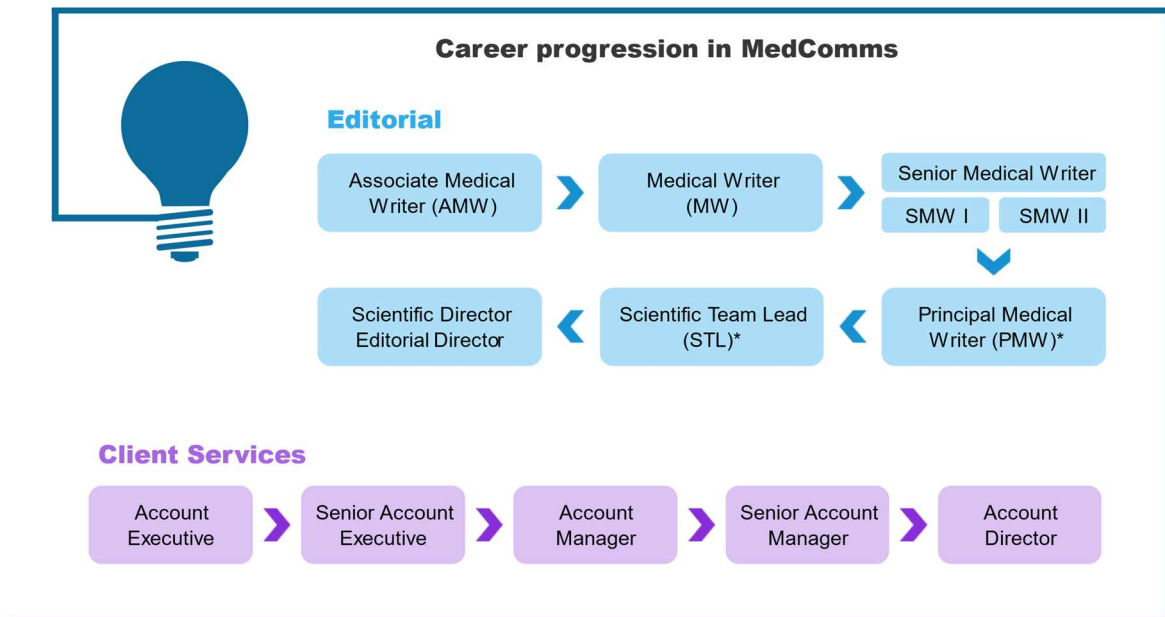 Career progression in MedComms
Editorial
Associate Medical
Writer (AMW)
Medical Writer
(MW)
Senior Medical Writer
SMW I
SMW II
Principal Medical
Writer (PMW)*
Scientific Team Lead
(STL)*
Scientific Director
Editorial Director
Client Services
Account
Executive
Senior Account
Executive
Account
Manager
Senior Account
Manager
Account
Director